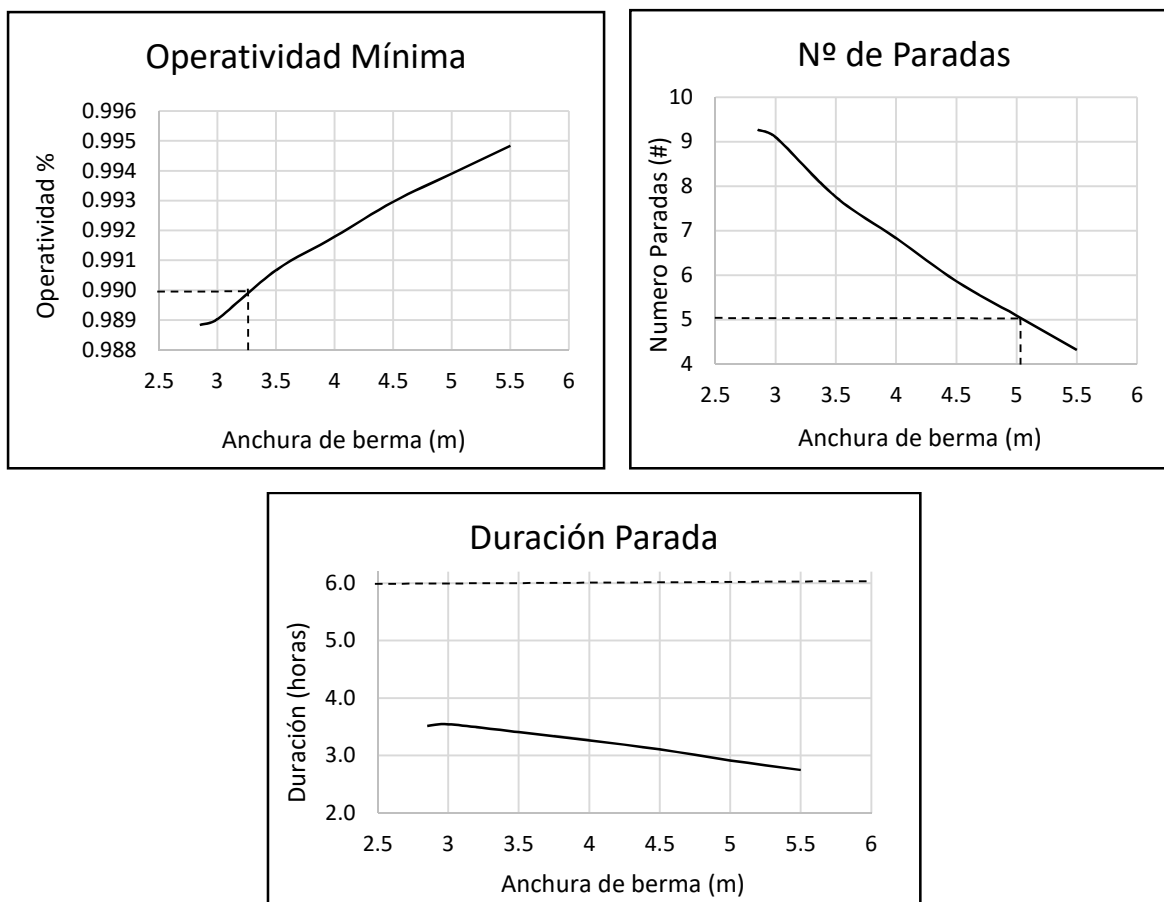 Operatividad Mínima
Operatividad %
0.996
0.995
0.994
0.993
0.992
0.991
0.990
0.989
0.988
2.5 3 3.5 4 4.5 5 5.5 6
Anchura de berma (m)
Nº de Paradas
Numero Paradas (#)
10
9
8
7
6
5
4
2.5 3 3.5 4 4.5 5 5.5 6
Anchura de berma (m)
Duración Parada
Duración (horas)
6.0
5.0
4.0
3.0
2.0
2.5 3 3.5 4 4.5 5 5.5 6
Anchura de berma (m)